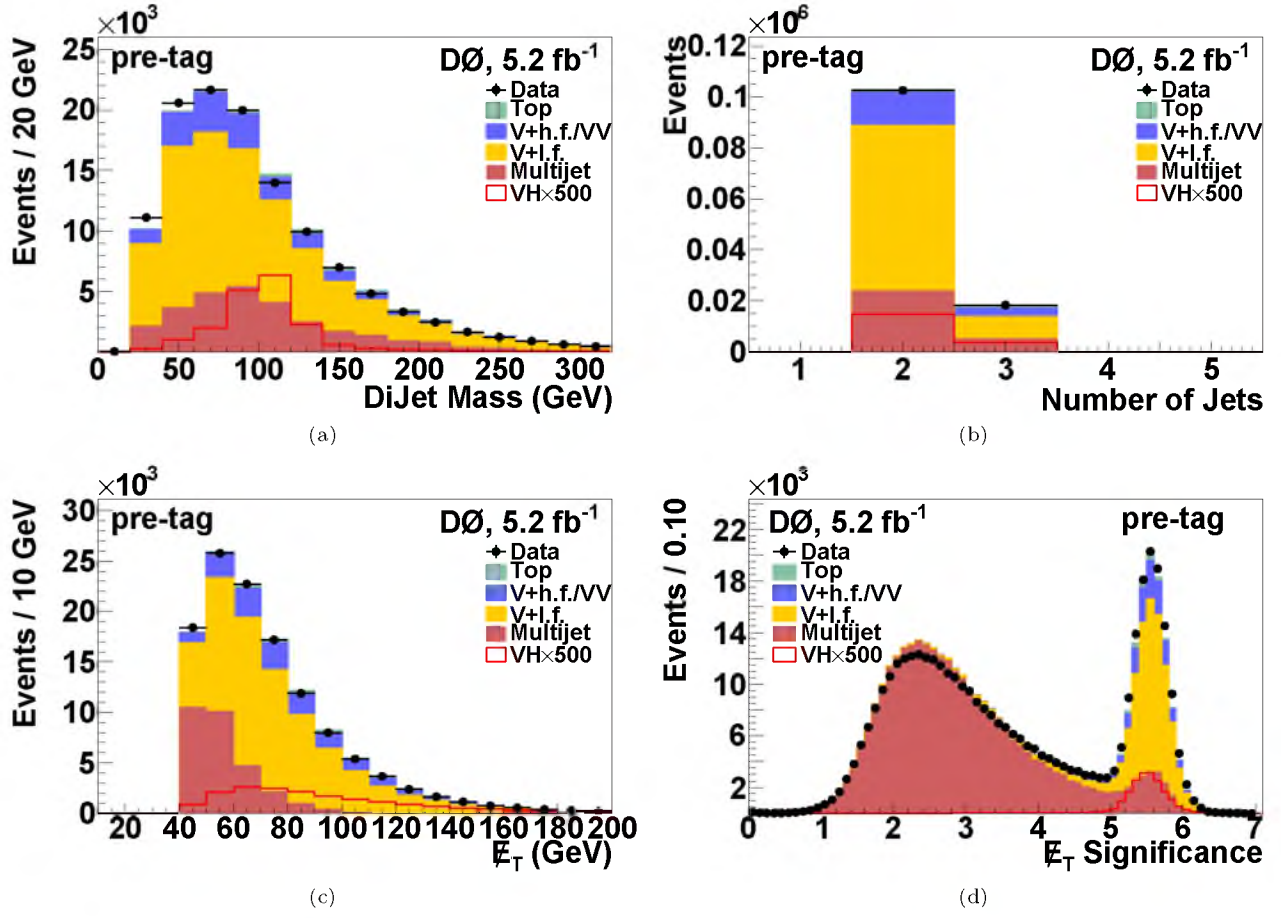 ×10³
Events / 20 GeV
25
20
15
10
5
0
pre-tag
DØ, 5.2 fb⁻¹
Data
Top
V+h.f./VV
V+l.f.
Multijet
VH×500
0 50 100 150 200 250 300
DiJet Mass (GeV)
(a)
×10⁶
Events
0.12
0.1
0.08
0.06
0.04
0.02
0
pre-tag
DØ, 5.2 fb⁻¹
Data
Top
V+h.f./VV
V+l.f.
Multijet
VH×500
1 2 3 4 5
Number of Jets
(b)
×10³
Events / 10 GeV
30
25
20
15
10
5
0
pre-tag
DØ, 5.2 fb⁻¹
Data
Top
V+h.f./VV
V+l.f.
Multijet
VH×500
20 40 60 80 100 120 140 160 180 200
E̸_T (GeV)
(c)
×10³
Events / 0.10
22
18
14
10
6
2
DØ, 5.2 fb⁻¹
pre-tag
Data
Top
V+h.f./VV
V+l.f.
Multijet
VH×500
0 1 2 3 4 5 6 7
E̸_T Significance
(d)